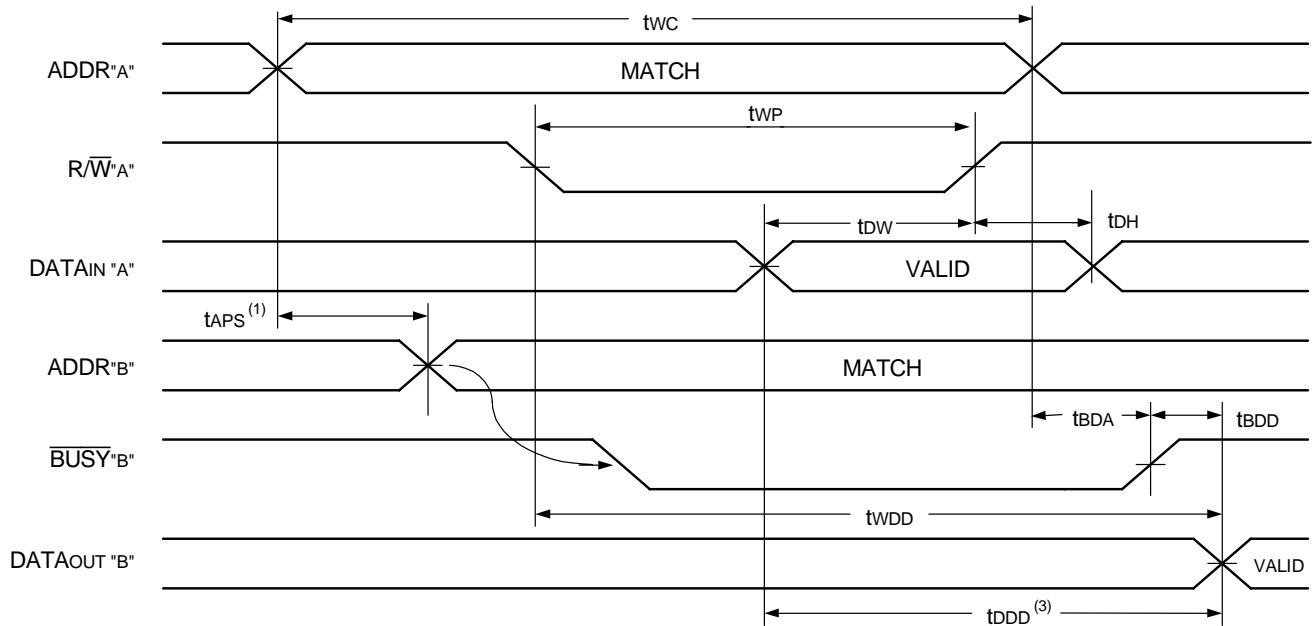 tWC
ADDR"A"
MATCH
tWP
R/W̅"A"
tDW
tDH
DATAIN "A"
VALID
tAPS(1)
ADDR"B"
MATCH
tBDA
tBDD
B̅U̅S̅Y̅"B"
tWDD
DATAOUT "B"
VALID
tDDD(3)